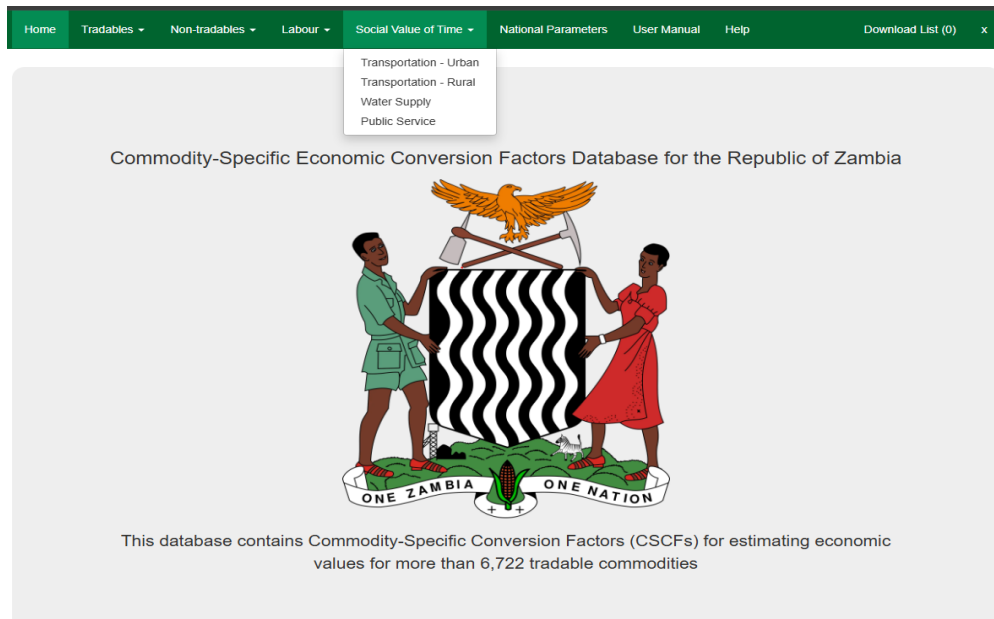 Home Tradables Non-tradables Labour Social Value of Time National Parameters User Manual Help Download List (0) x
Transportation - Urban
Transportation - Rural
Water Supply
Public Service
Commodity-Specific Economic Conversion Factors Database for the Republic of Zambia
ONE ZAMBIA ONE NATION
This database contains Commodity-Specific Conversion Factors (CSCFs) for estimating economic
values for more than 6,722 tradable commodities